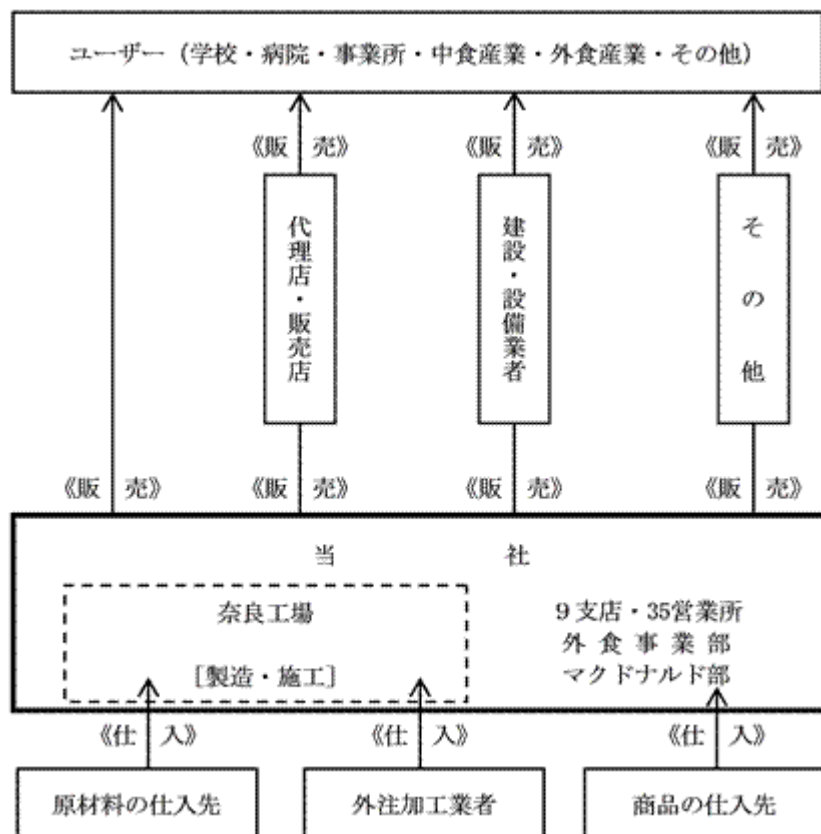 ユーザー（学校・病院・事業所・中食産業・外食産業・その他）
《販 売》 《販 売》 《販 売》
代理店・販売店
建設・設備業者
その他
《販 売》 《販 売》 《販 売》 《販 売》
当 社
奈良工場
［製造・施工］
９支店・35営業所
外食事業部
マクドナルド部
《仕 入》 《仕 入》 《仕 入》
原材料の仕入先 外注加工業者 商品の仕入先